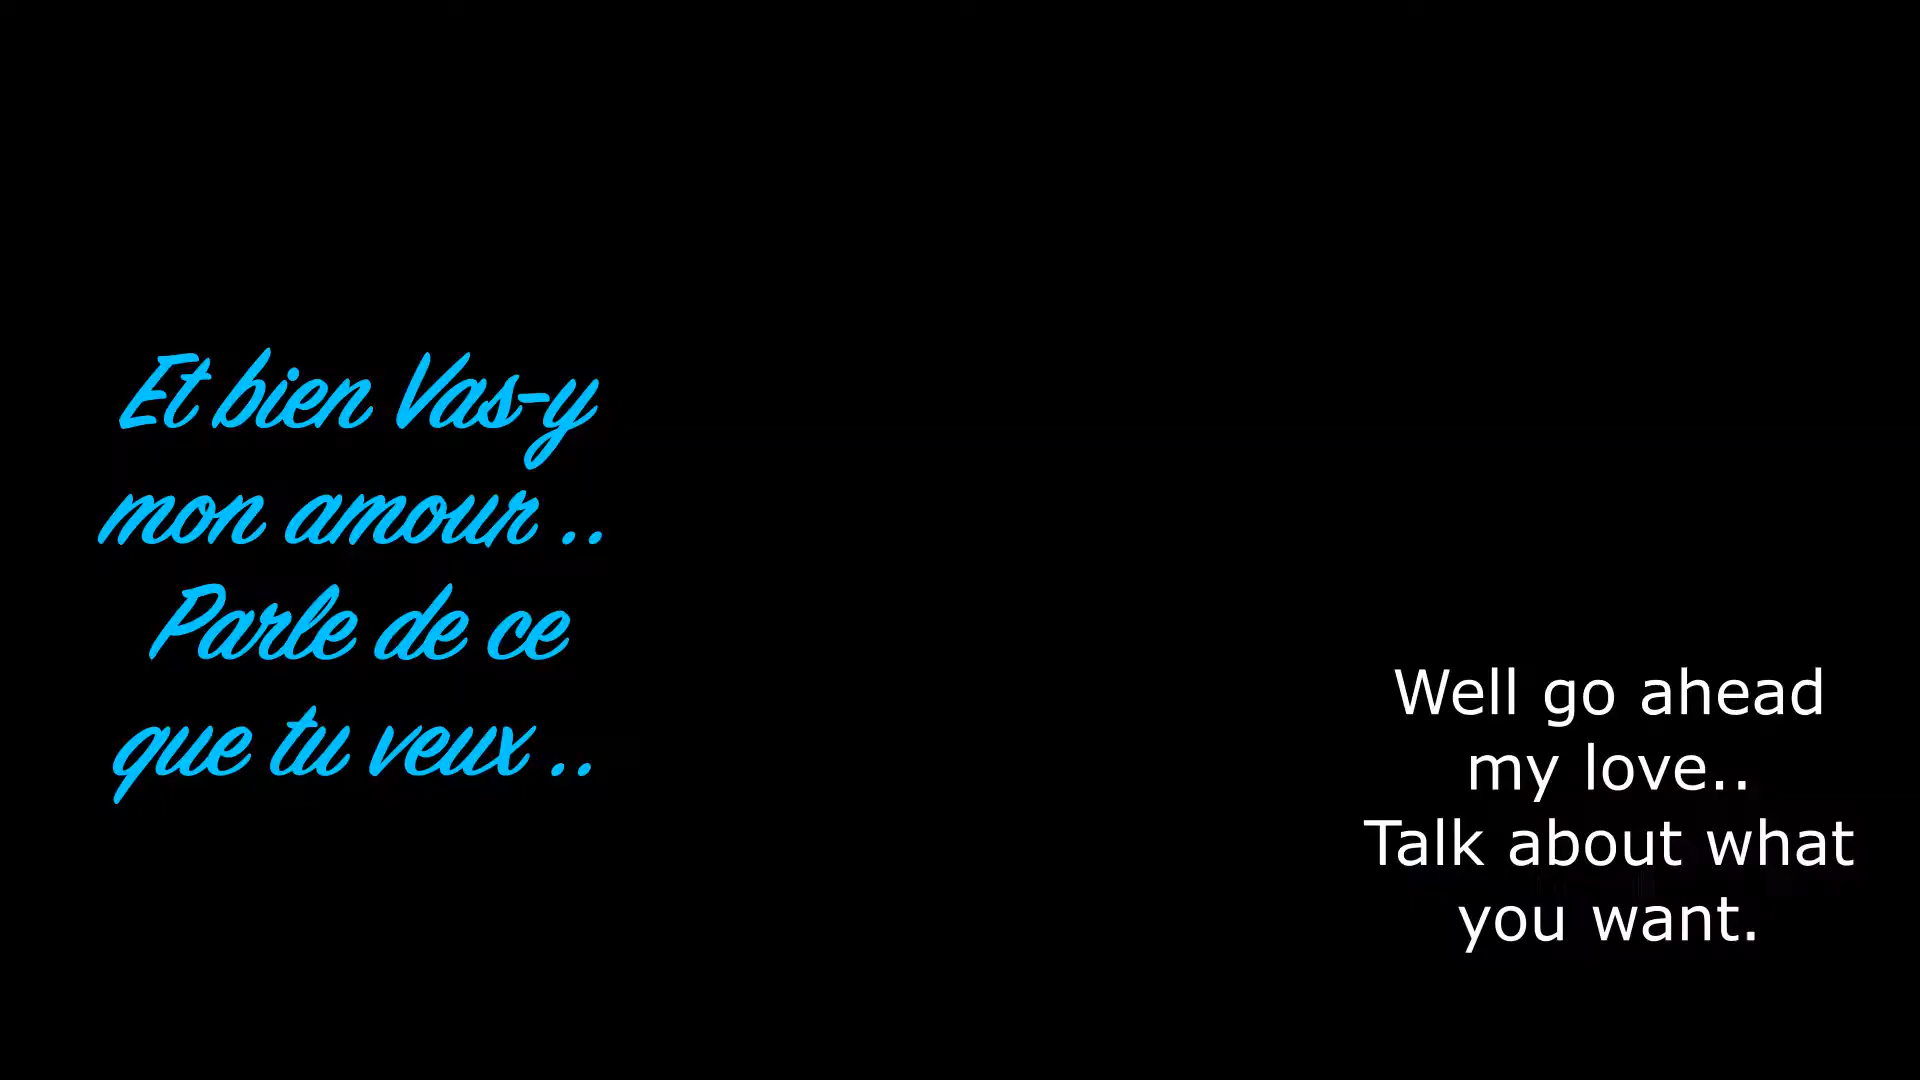 Et bien Vas-y
mon amour ..
Parle de ce
que tu veux ..
Well go ahead
my love..
Talk about what
you want.